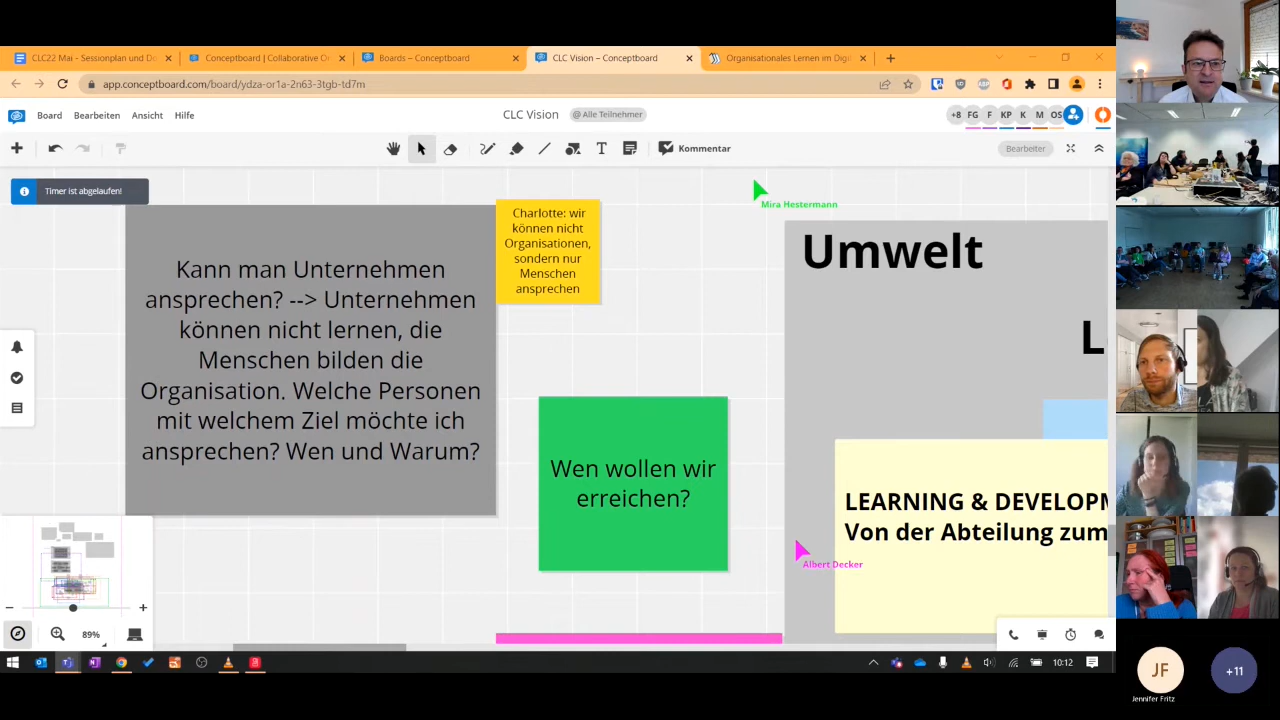 CLC22 Mai - Sessionplan und Do
Conceptboard | Collaborative O
Boards – Conceptboard
CLC Vision – Conceptboard
Organisationales Lernen im Digi
app.conceptboard.com/board/ydza-or1a-2n63-3tgb-td7m
Board
Bearbeiten
Ansicht
Hilfe
CLC Vision
@ Alle Teilnehmer
+8
FG
F
KP
K
M
OS
Kommentar
Bearbeiter
Timer ist abgelaufen!
Kann man Unternehmen
ansprechen? --> Unternehmen
können nicht lernen, die
Menschen bilden die
Organisation. Welche Personen
mit welchem Ziel möchte ich
ansprechen? Wen und Warum?
Charlotte: wir
können nicht
Organisationen,
sondern nur
Menschen
ansprechen
Mira Hestermann
Umwelt
L
Wen wollen wir
erreichen?
LEARNING & DEVELOPM
Von der Abteilung zum
Albert Decker
89%
10:12
JF
Jennifer Fritz
+11